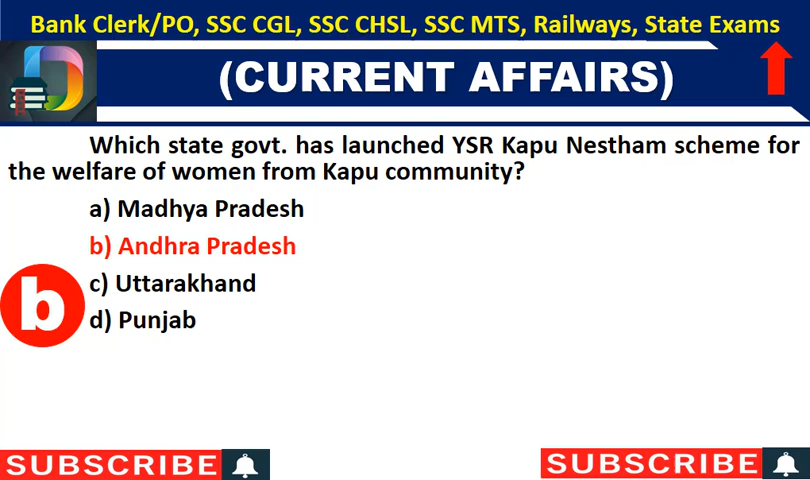 Bank Clerk/PO, SSC CGL, SSC CHSL, SSC MTS, Railways, State Exams
(CURRENT AFFAIRS)
Which state govt. has launched YSR Kapu Nestham scheme for
the welfare of women from Kapu community?
a) Madhya Pradesh
b) Andhra Pradesh
c) Uttarakhand
b
d) Punjab
SUBSCRIBE
SUBSCRIBE